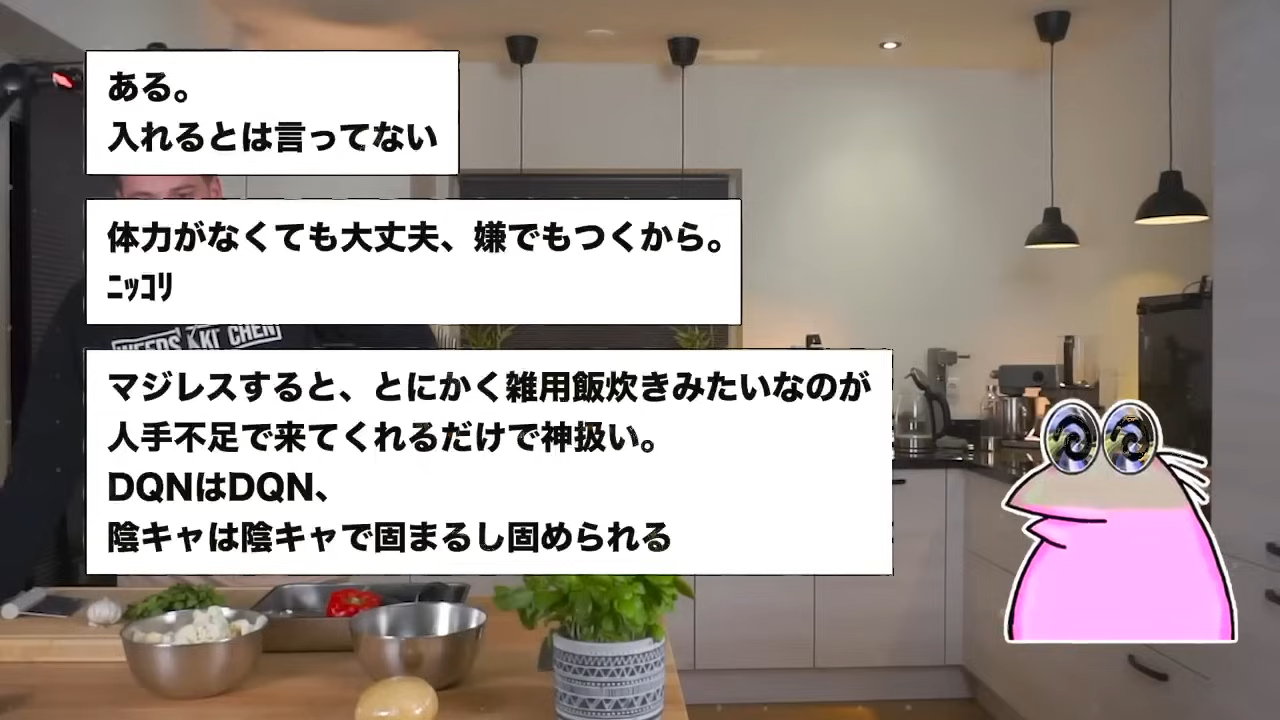 ある。
入れるとは言ってない
体力がなくても大丈夫、嫌でもつくから。
ﾆｯｺﾘ
マジレスすると、とにかく雑用飯炊きみたいなのが
人手不足で来てくれるだけで神扱い。
DQNはDQN、
陰キャは陰キャで固まるし固められる